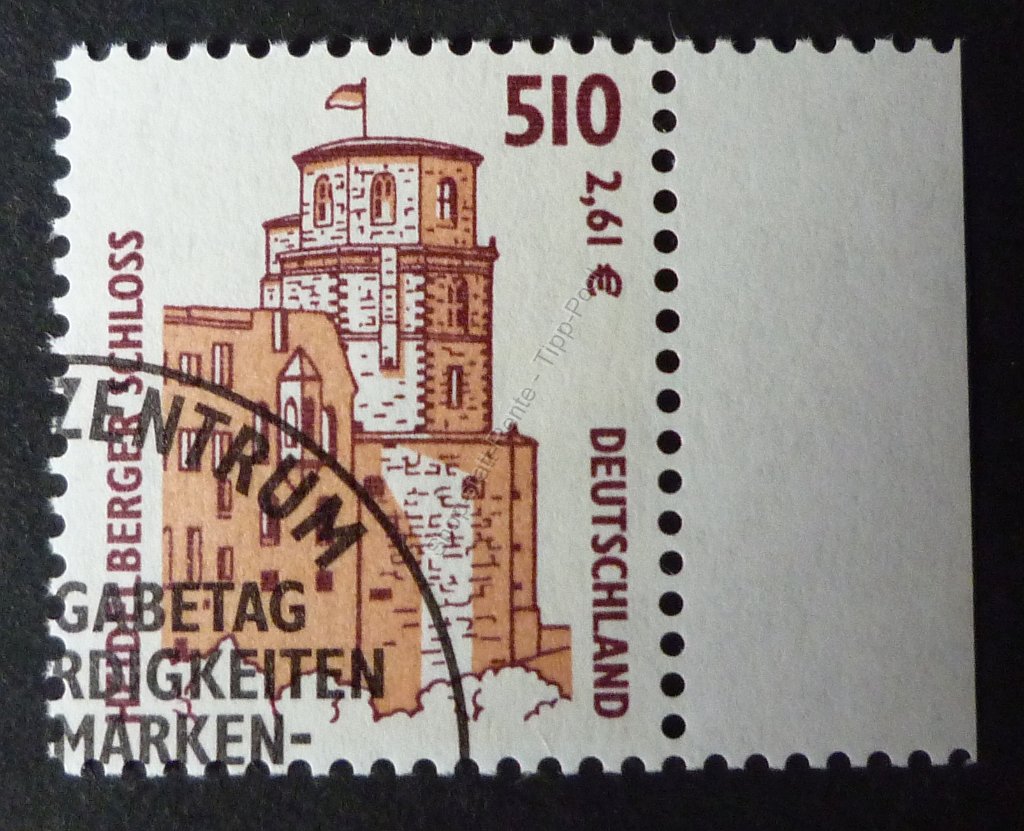 510
2,61 €
HEIDELBERGER SCHLOSS
DEUTSCHLAND
ZENTRUM
GABETAG
RDIGKEITEN
MARKEN-